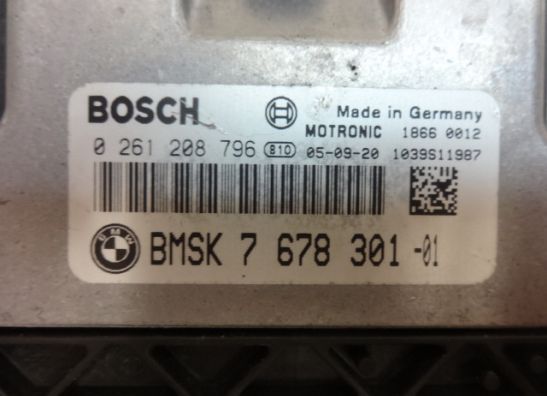 BOSCH Made in Germany
MOTRONIC 1866 0012
0 261 208 796 810 05-09-20 1039S11987
BMW BMSK 7 678 301 -01